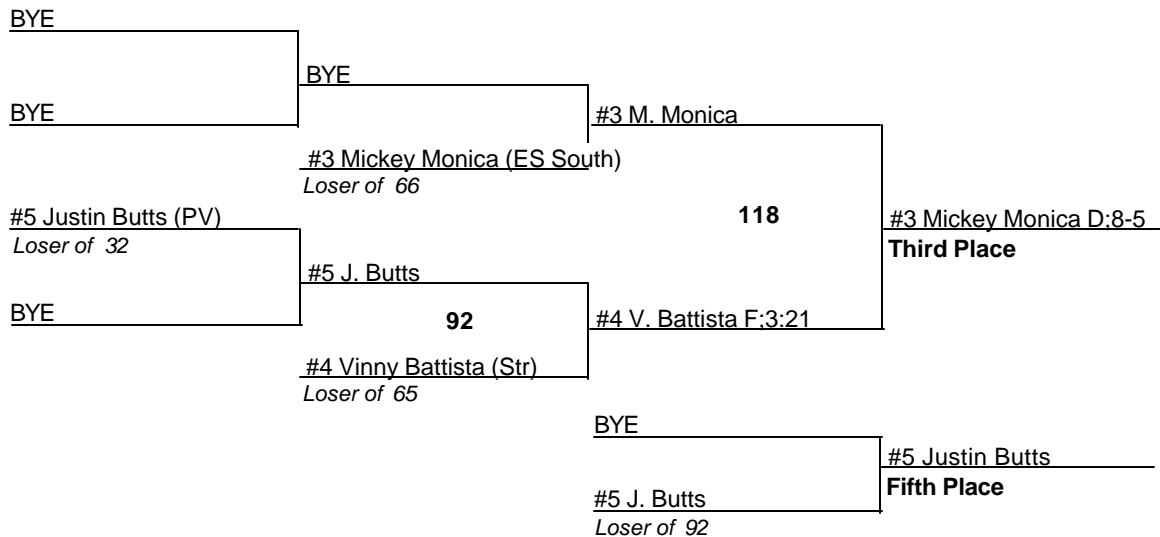 BYE
BYE
BYE
#3 M. Monica
#3 Mickey Monica (ES South)
Loser of 66
#5 Justin Butts (PV)
Loser of 32
118
#3 Mickey Monica D;8-5
Third Place
#5 J. Butts
BYE
92
#4 V. Battista F;3:21
#4 Vinny Battista (Str)
Loser of 65
BYE
#5 Justin Butts
Fifth Place
#5 J. Butts
Loser of 92